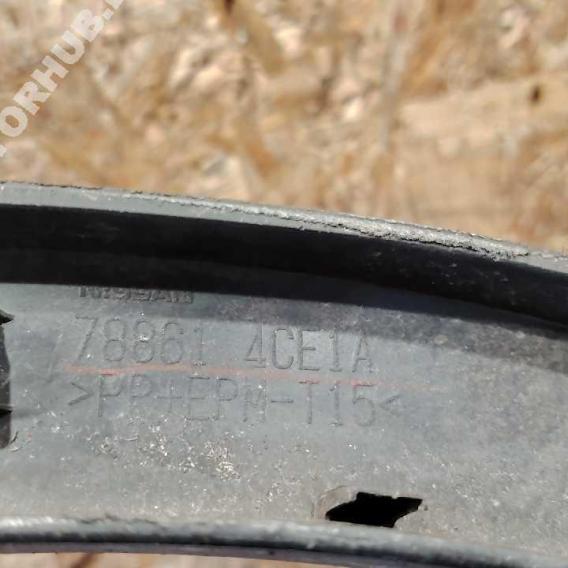 NISSAN
78861 4CE1A
>PP+EPM-T15<